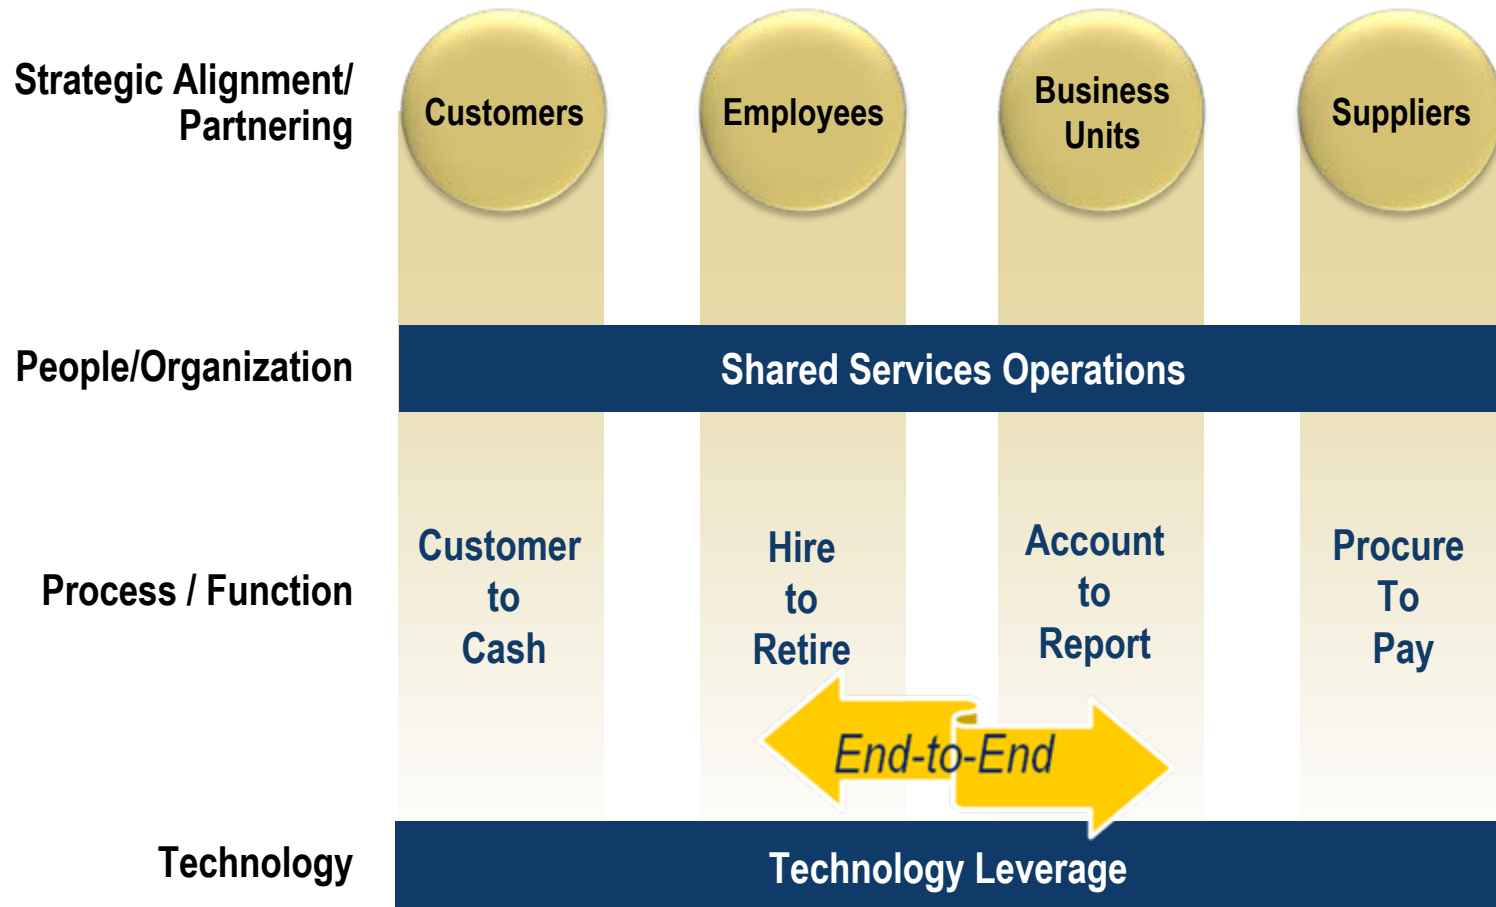 Strategic Alignment/
Partnering
Customers
Employees
Business
Units
Suppliers
People/Organization
Shared Services Operations
Process / Function
Customer
to
Cash
Hire
to
Retire
Account
to
Report
Procure
To
Pay
End-to-End
Technology
Technology Leverage